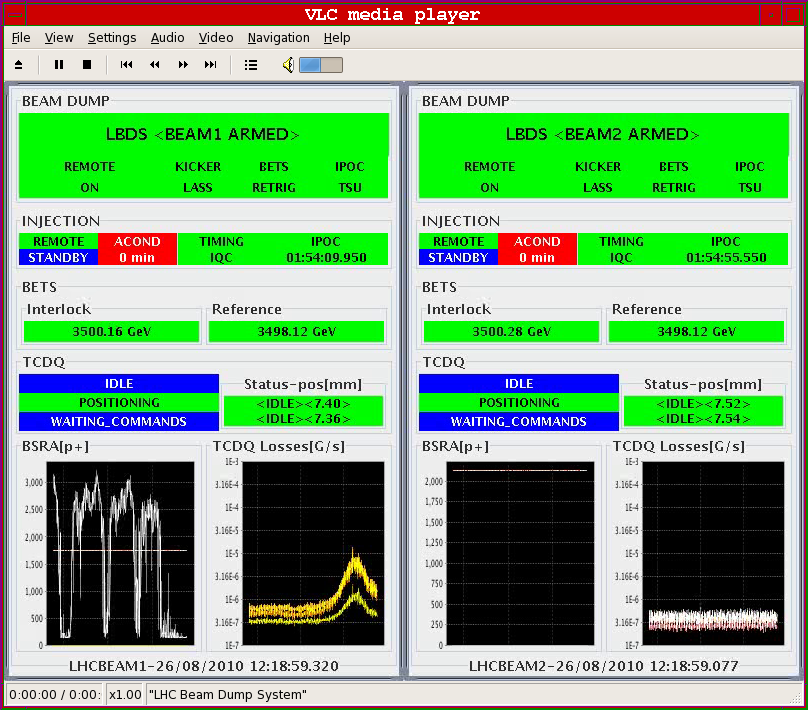 VLC media player
File View Settings Audio Video Navigation Help
BEAM DUMP
LBDS <BEAM1 ARMED>
REMOTE KICKER BETS IPOC
ON LASS RETRIG TSU
INJECTION
REMOTE ACOND TIMING IPOC
STANDBY 0 min IQC 01:54:09.950
BETS
Interlock Reference
3500.16 GeV 3498.12 GeV
TCDQ
IDLE Status-pos[mm]
POSITIONING <IDLE><7.40>
WAITING_COMMANDS <IDLE><7.36>
BSRA[p+] TCDQ Losses[G/s]
3,000
2,500
2,000
1,500
1,000
500
0
1E-3
3.16E-4
1E-4
3.16E-5
1E-5
3.16E-6
1E-6
3.16E-7
1E-7
LHCBEAM1-26/08/2010 12:18:59.320
BEAM DUMP
LBDS <BEAM2 ARMED>
REMOTE KICKER BETS IPOC
ON LASS RETRIG TSU
INJECTION
REMOTE ACOND TIMING IPOC
STANDBY 0 min IQC 01:54:55.550
BETS
Interlock Reference
3500.28 GeV 3498.12 GeV
TCDQ
IDLE Status-pos[mm]
POSITIONING <IDLE><7.52>
WAITING_COMMANDS <IDLE><7.54>
BSRA[p+] TCDQ Losses[G/s]
2,000
1,750
1,500
1,250
1,000
750
500
250
0
1E-3
3.16E-4
1E-4
3.16E-5
1E-5
3.16E-6
1E-6
3.16E-7
1E-7
LHCBEAM2-26/08/2010 12:18:59.077
0:00:00 / 0:00: x1.00 "LHC Beam Dump System"